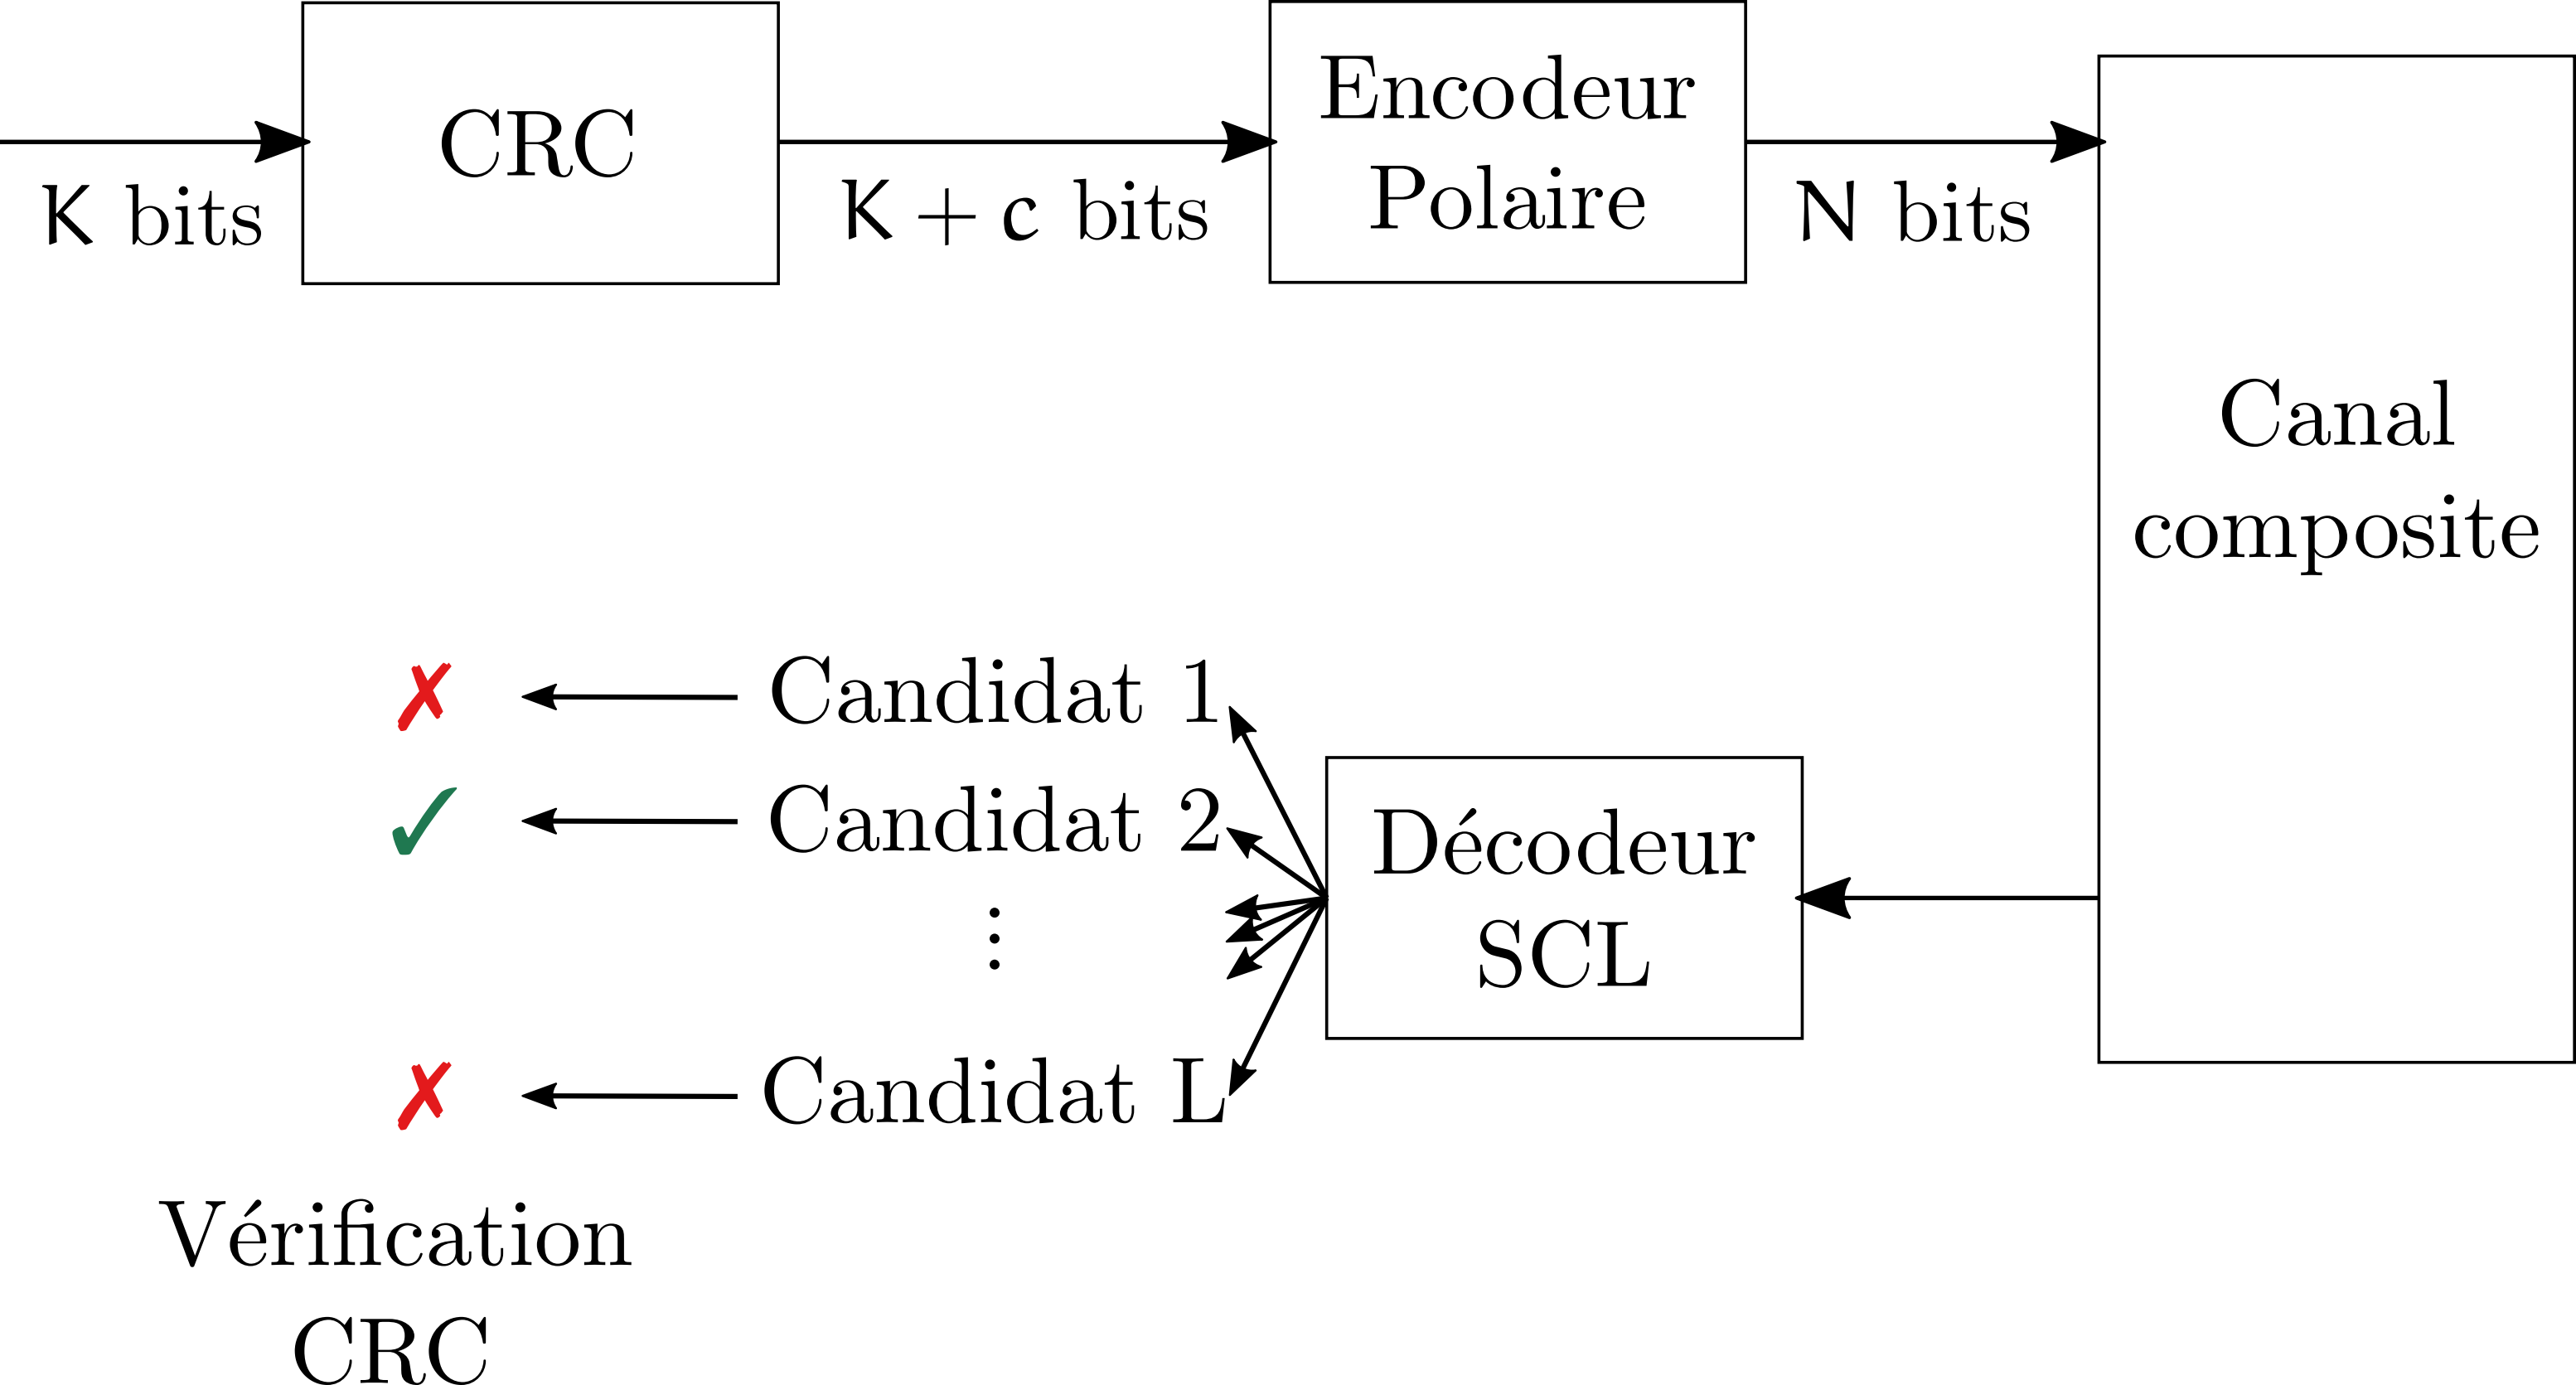 CRC
Encodeur
Polaire
K bits
K + c bits
N bits
Canal
composite
Candidat 1
Candidat 2
⋮
Candidat L
Décodeur
SCL
Vérification
CRC